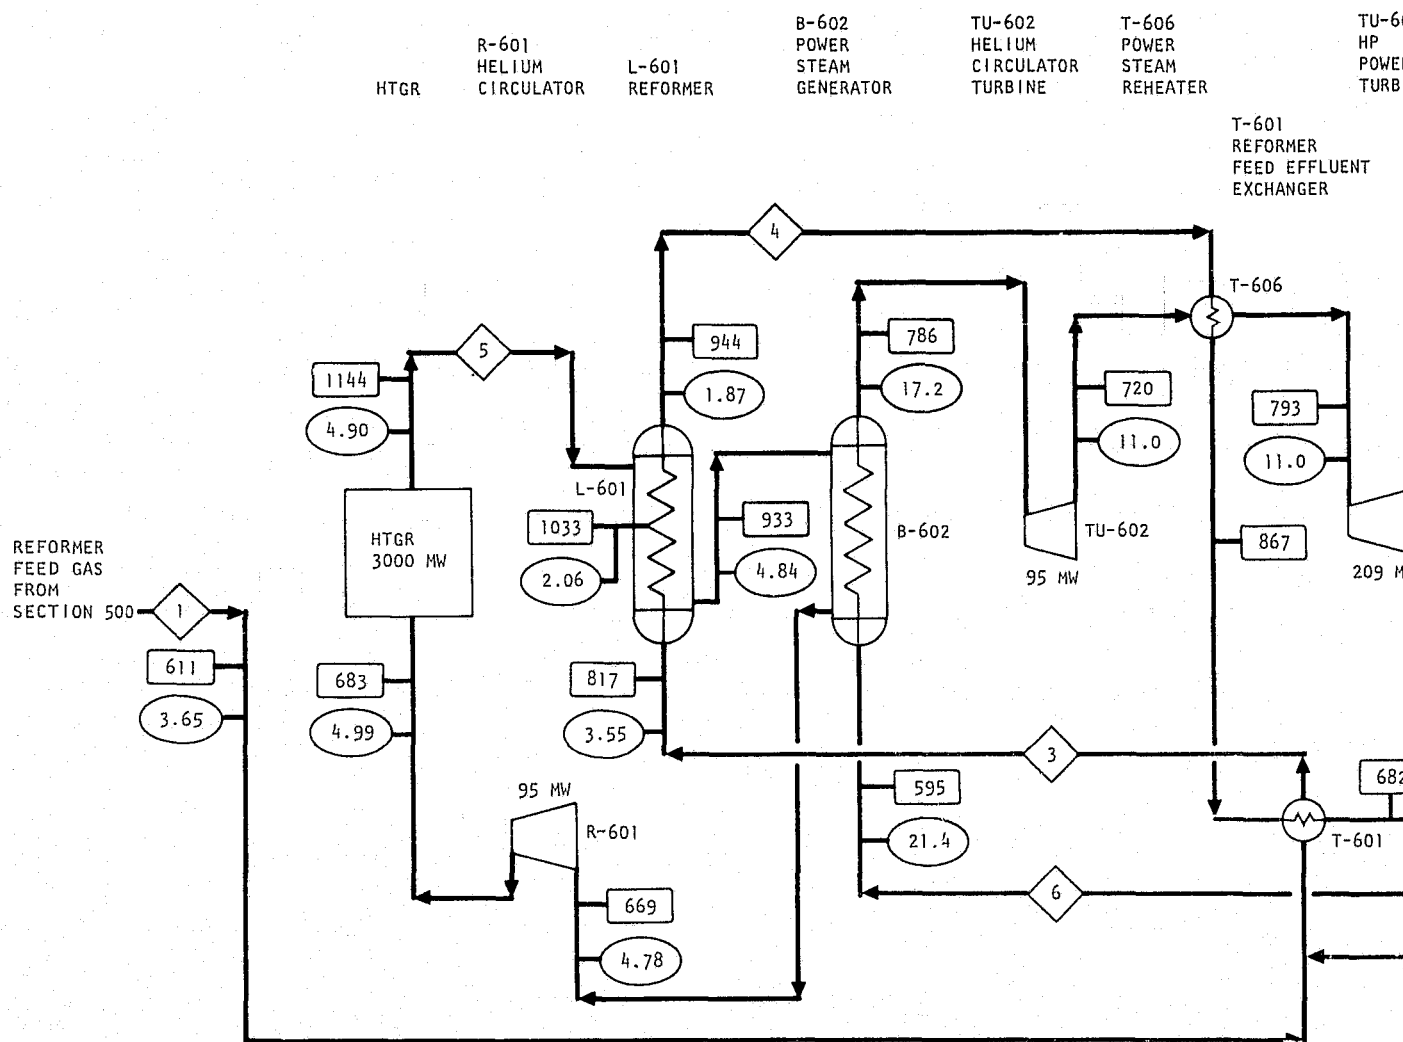 HTGR
R-601
HELIUM
CIRCULATOR
L-601
REFORMER
B-602
POWER
STEAM
GENERATOR
TU-602
HELIUM
CIRCULATOR
TURBINE
T-606
POWER
STEAM
REHEATER
HP
T-601
REFORMER
FEED EFFLUENT
EXCHANGER
4
T-606
5
944
786
1144
1.87
17.2
720
793
4.90
11.0
11.0
L-601
1033
933
B-602
TU-602
HTGR
3000 MW
867
2.06
4.84
95 MW
209
REFORMER
FEED GAS
FROM
SECTION 500
1
611
683
817
3.65
4.99
3.55
3
95 MW
595
R-601
21.4
T-601
6
669
4.78